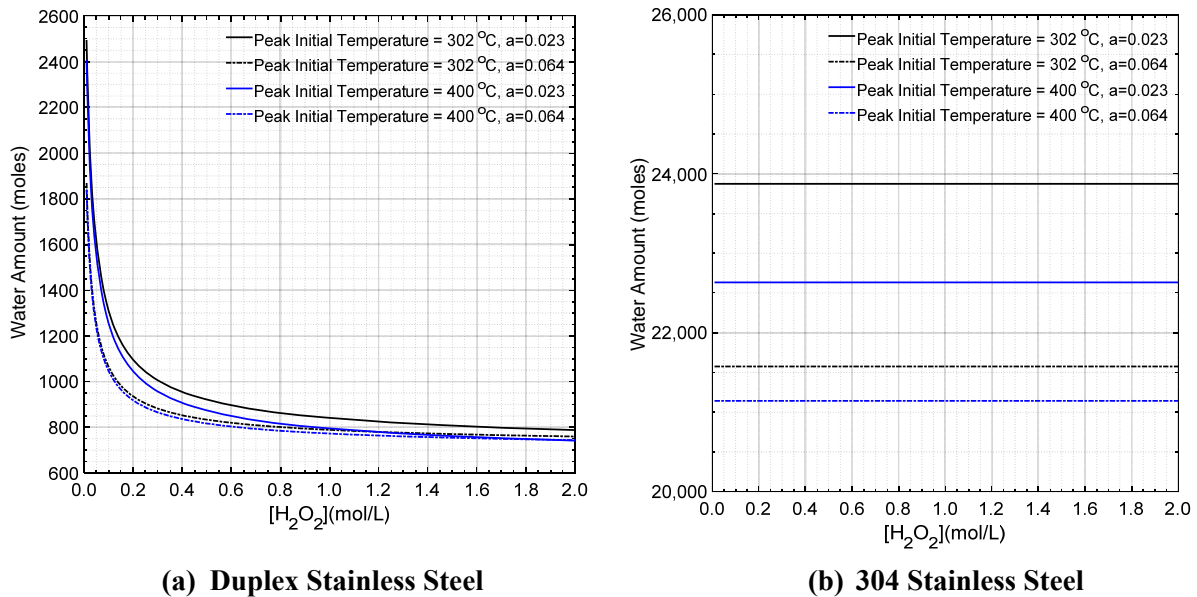 2600
2400
2200
2000
1800
1600
1400
1200
1000
800
600
Water Amount (moles)
Peak Initial Temperature = 302 °C, a=0.023
Peak Initial Temperature = 302 °C, a=0.064
Peak Initial Temperature = 400 °C, a=0.023
Peak Initial Temperature = 400 °C, a=0.064
0.0 0.2 0.4 0.6 0.8 1.0 1.2 1.4 1.6 1.8 2.0
[H₂O₂](mol/L)
(a) Duplex Stainless Steel
26,000
24,000
22,000
20,000
Water Amount (moles)
Peak Initial Temperature = 302 °C, a=0.023
Peak Initial Temperature = 302 °C, a=0.064
Peak Initial Temperature = 400 °C, a=0.023
Peak Initial Temperature = 400 °C, a=0.064
0.0 0.2 0.4 0.6 0.8 1.0 1.2 1.4 1.6 1.8 2.0
[H₂O₂](mol/L)
(b) 304 Stainless Steel